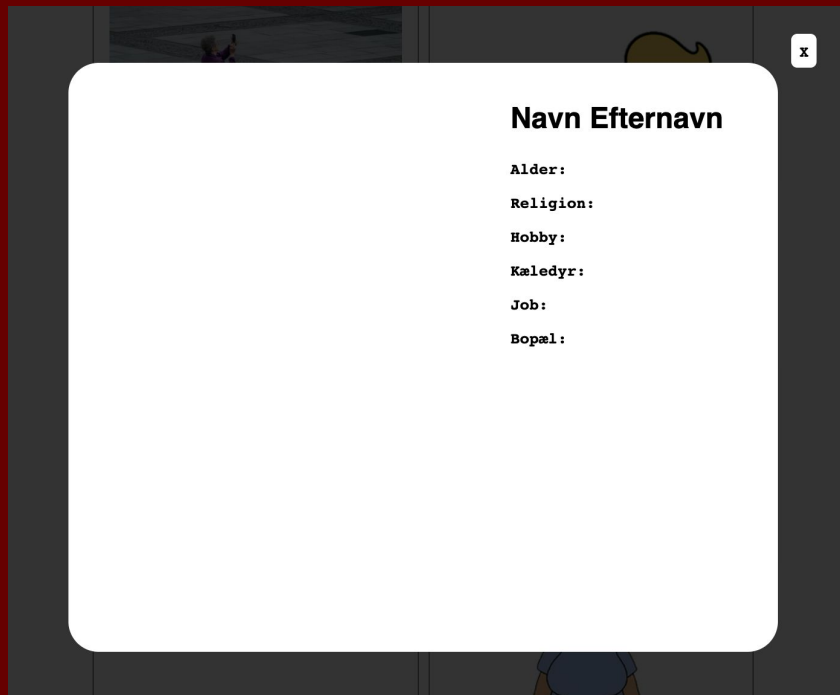 x
Navn Efternavn
Alder:
Religion:
Hobby:
Kæledyr:
Job:
Bopæl: